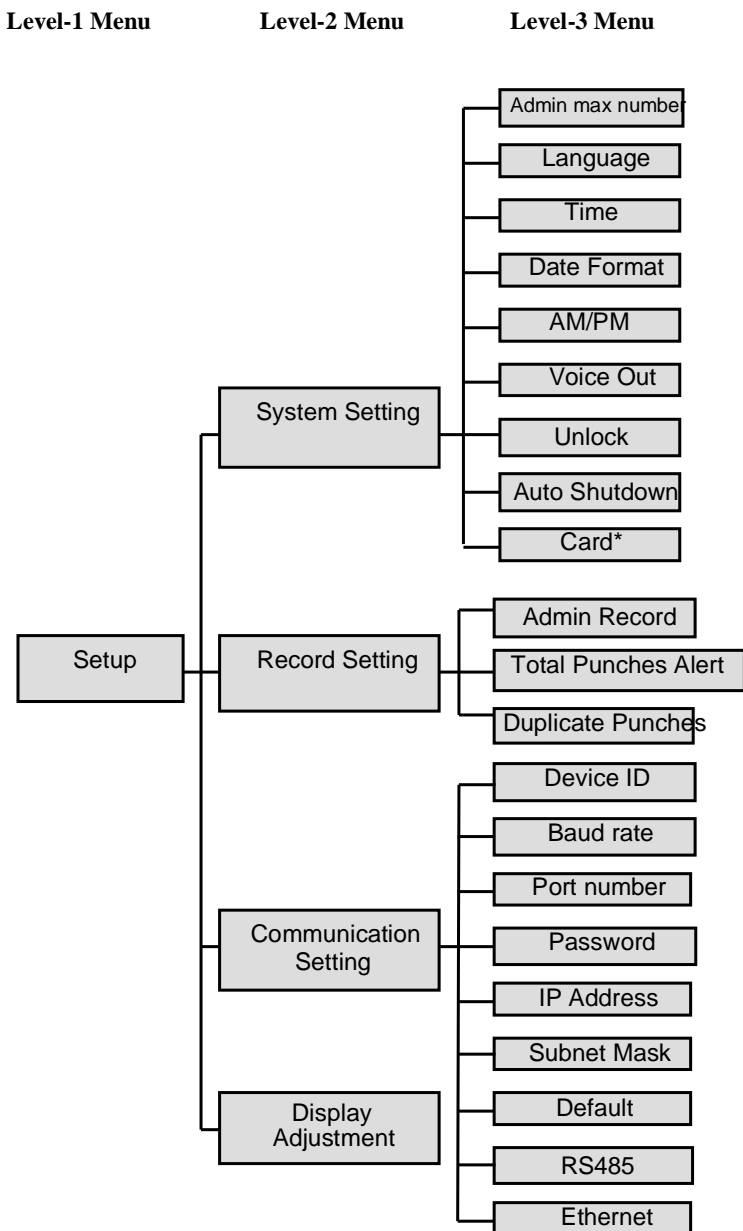 Level-1 Menu Level-2 Menu Level-3 Menu
Admin max number
Language
Time
Date Format
AM/PM
Voice Out
System Setting
Unlock
Auto Shutdown
Card*
Admin Record
Setup
Record Setting
Total Punches Alert
Duplicate Punches
Device ID
Baud rate
Port number
Communication
Setting
Password
IP Address
Subnet Mask
Display
Adjustment
Default
RS485
Ethernet